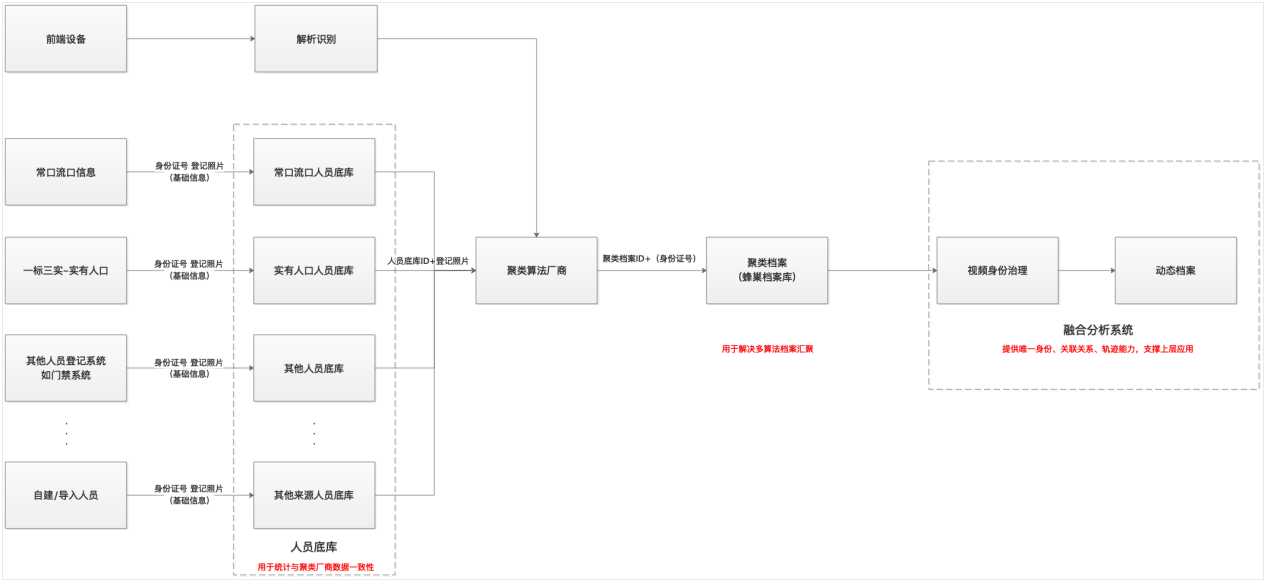 前端设备
解析识别
常口流口信息
身份证号 登记照片
（基础信息）
常口流口人员底库
一标三实-实有人口
身份证号 登记照片
（基础信息）
实有人口人员底库
人员底库ID+登记照片
聚类算法厂商
聚类档案ID+（身份证号）
聚类档案
（蜂巢档案库）
用于解决多算法档案汇聚
视频身份治理
动态档案
融合分析系统
提供唯一身份、关联关系、轨迹能力，支撑上层应用
其他人员登记系统
如门禁系统
身份证号 登记照片
（基础信息）
其他人员底库
自建/导入人员
身份证号 登记照片
（基础信息）
其他来源人员底库
人员底库
用于统计与聚类厂商数据一致性